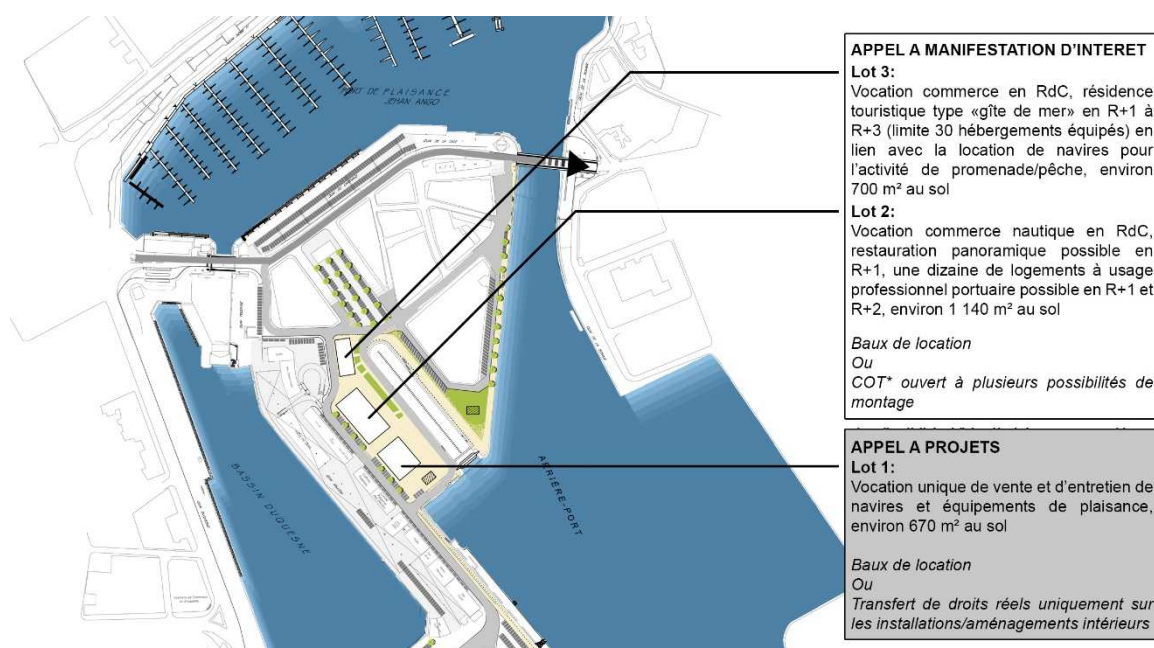 PORT DE PLAISANCE
JEHAN ANGO
BASSIN DUQUESNE
ARRIERE-PORT
APPEL A MANIFESTATION D'INTERET
Lot 3:
Vocation commerce en RdC, résidence
touristique type «gîte de mer» en R+1 à
R+3 (limite 30 hébergements équipés) en
lien avec la location de navires pour
l'activité de promenade/pêche, environ
700 m² au sol
Lot 2:
Vocation commerce nautique en RdC,
restauration panoramique possible en
R+1, une dizaine de logements à usage
professionnel portuaire possible en R+1 et
R+2, environ 1 140 m² au sol
Baux de location
Ou
COT* ouvert à plusieurs possibilités de
montage
APPEL A PROJETS
Lot 1:
Vocation unique de vente et d'entretien de
navires et équipements de plaisance,
environ 670 m² au sol
Baux de location
Ou
Transfert de droits réels uniquement sur
les installations/aménagements intérieurs